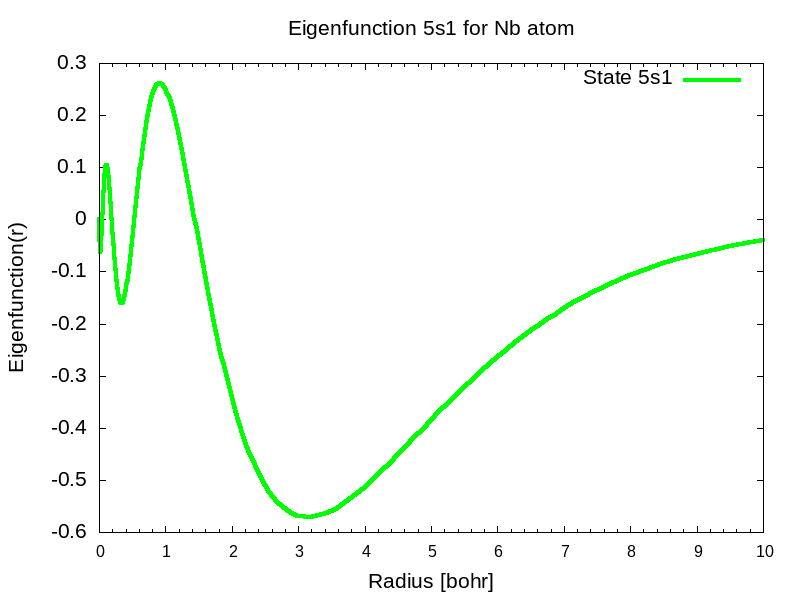 Eigenfunction 5s1 for Nb atom
State 5s1
0.3
0.2
0.1
0
-0.1
-0.2
-0.3
-0.4
-0.5
-0.6
Eigenfunction(r)
0 1 2 3 4 5 6 7 8 9 10
Radius [bohr]